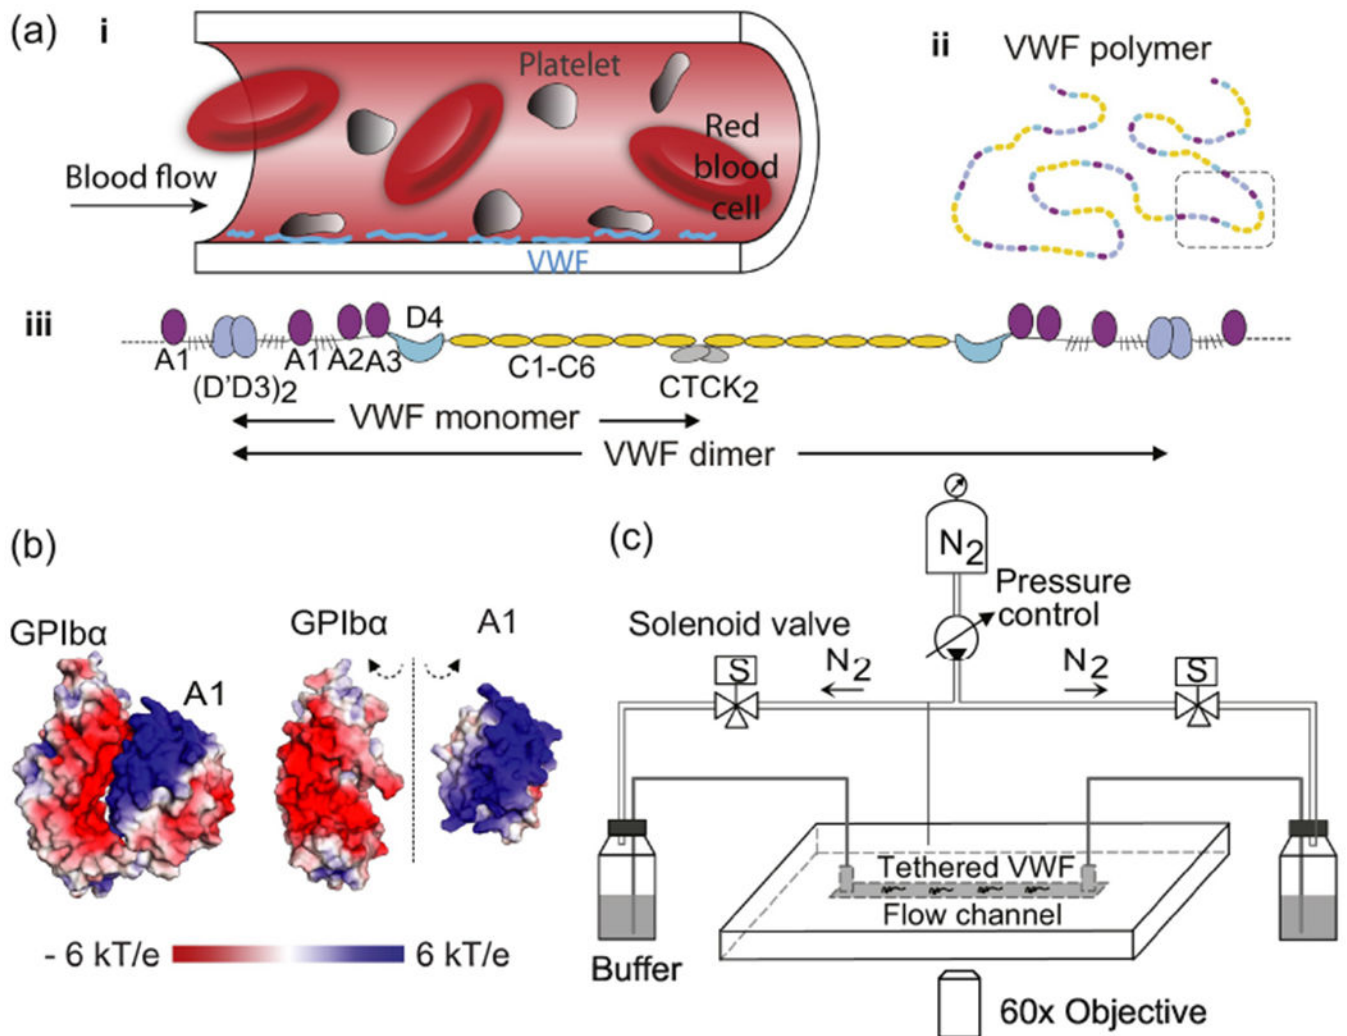 (a) i
Platelet
Red
blood
cell
Blood flow
VWF
ii VWF polymer
iii
D4
A1 A1 A2 A3
(D'D3)2 C1-C6 CTCK2
VWF monomer
VWF dimer
(b)
GPIbα
A1
GPIbα A1
- 6 kT/e 6 kT/e
(c)
N2
Pressure
control
Solenoid valve
S N2 N2 S
Tethered VWF
Flow channel
Buffer
60x Objective